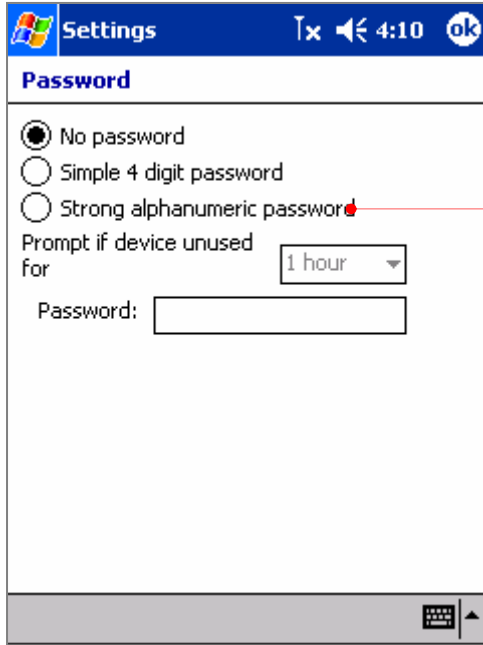 Settings 4:10 ok
Password
No password
Simple 4 digit password
Strong alphanumeric password
Prompt if device unused
for 1 hour
Password: